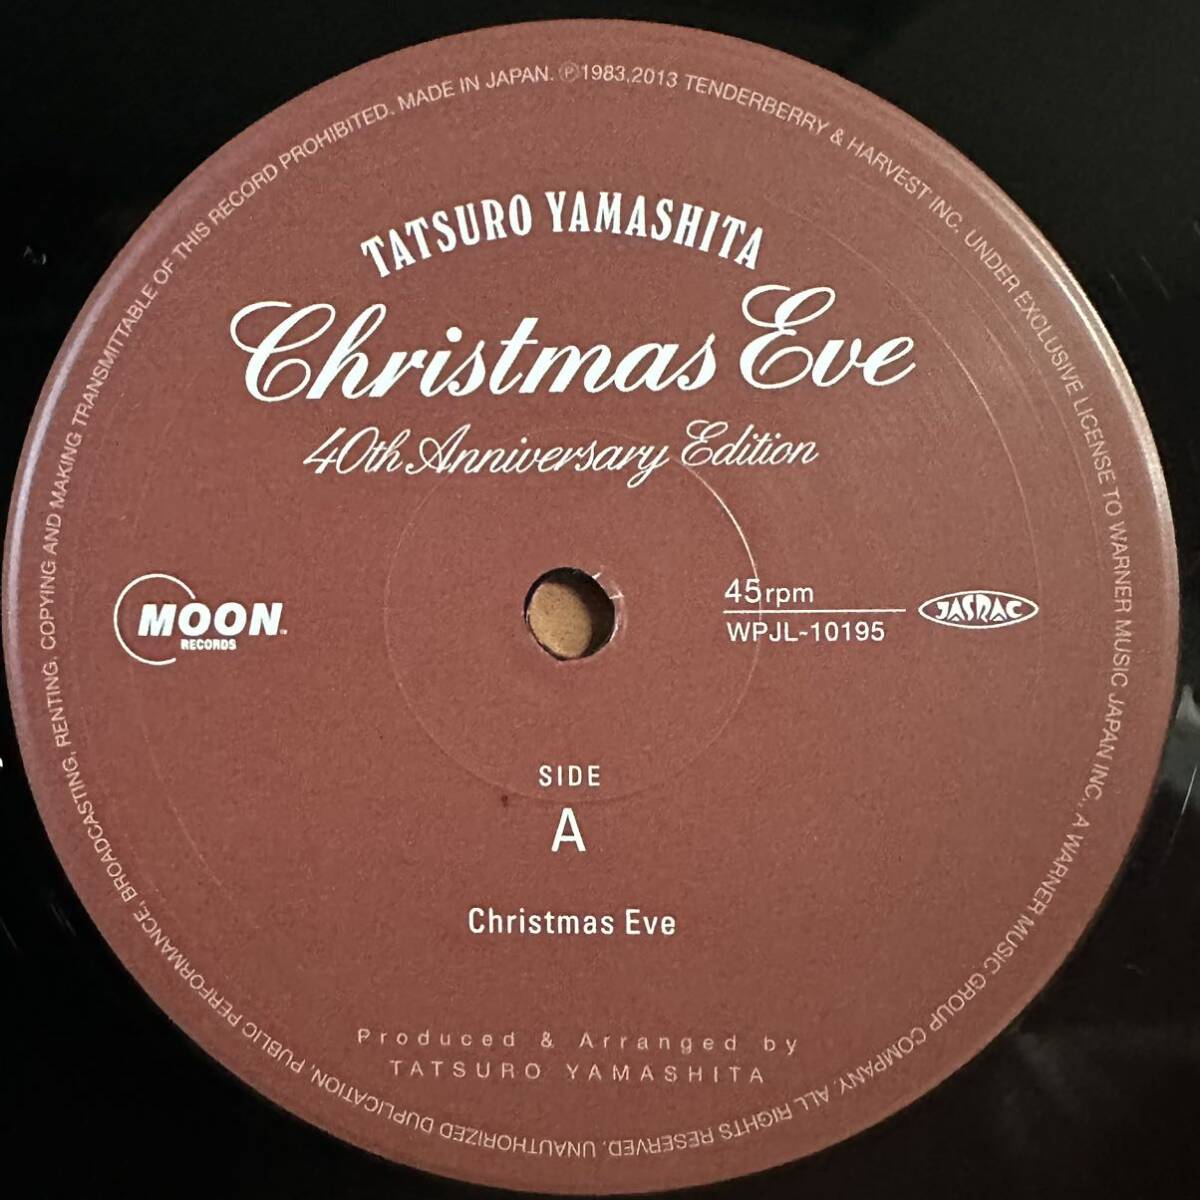 TATSURO YAMASHITA
Christmas Eve
40th Anniversary Edition
MOON
RECORDS
45rpm
WPJL-10195
JASRAC
SIDE
A
Christmas Eve
Produced & Arranged by
TATSURO YAMASHITA
℗1983,2013 TENDERBERRY & HARVEST INC. UNDER EXCLUSIVE LICENSE TO WARNER MUSIC JAPAN INC., A WARNER MUSIC GROUP COMPANY. ALL RIGHTS RESERVED. UNAUTHORIZED DUPLICATION, PUBLIC PERFORMANCE, BROADCASTING, RENTING, COPYING AND MAKING TRANSMITTABLE OF THIS RECORD PROHIBITED. MADE IN JAPAN.